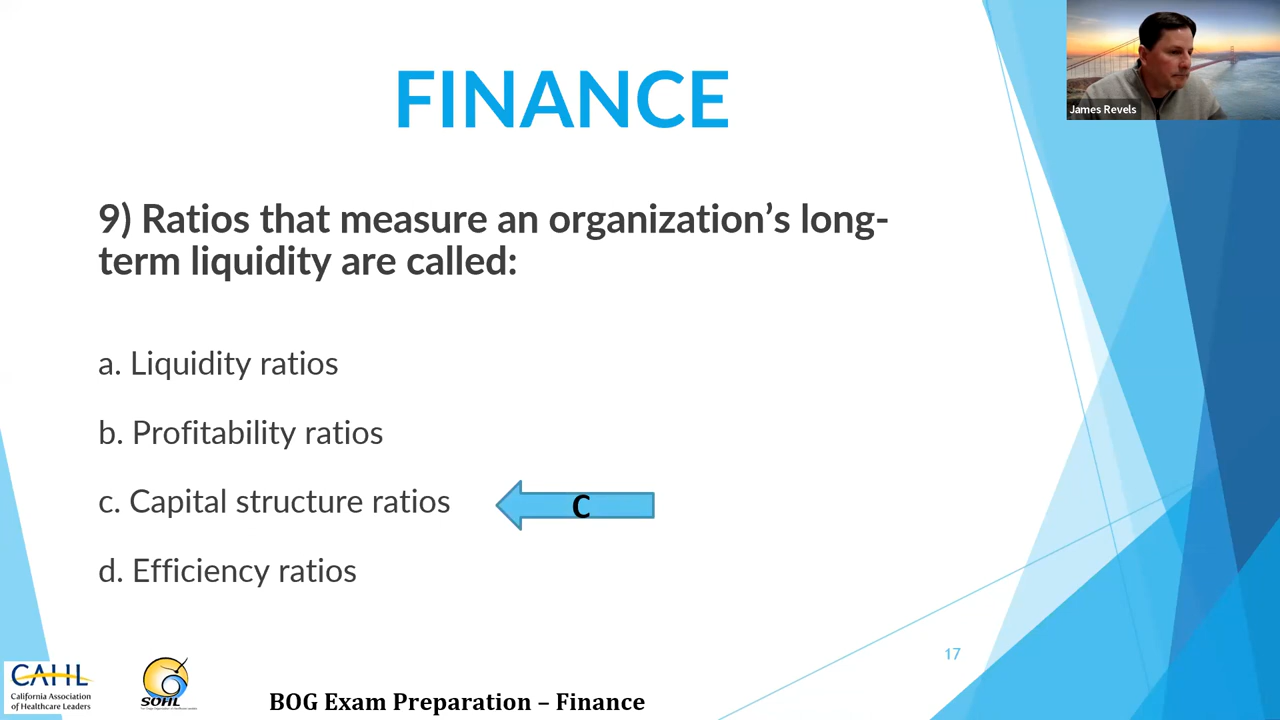 FINANCE
James Revels
9) Ratios that measure an organization’s long-
term liquidity are called:
a. Liquidity ratios
b. Profitability ratios
c. Capital structure ratios
C
d. Efficiency ratios
17
CAHL
California Association
of Healthcare Leaders
SOHL
BOG Exam Preparation – Finance